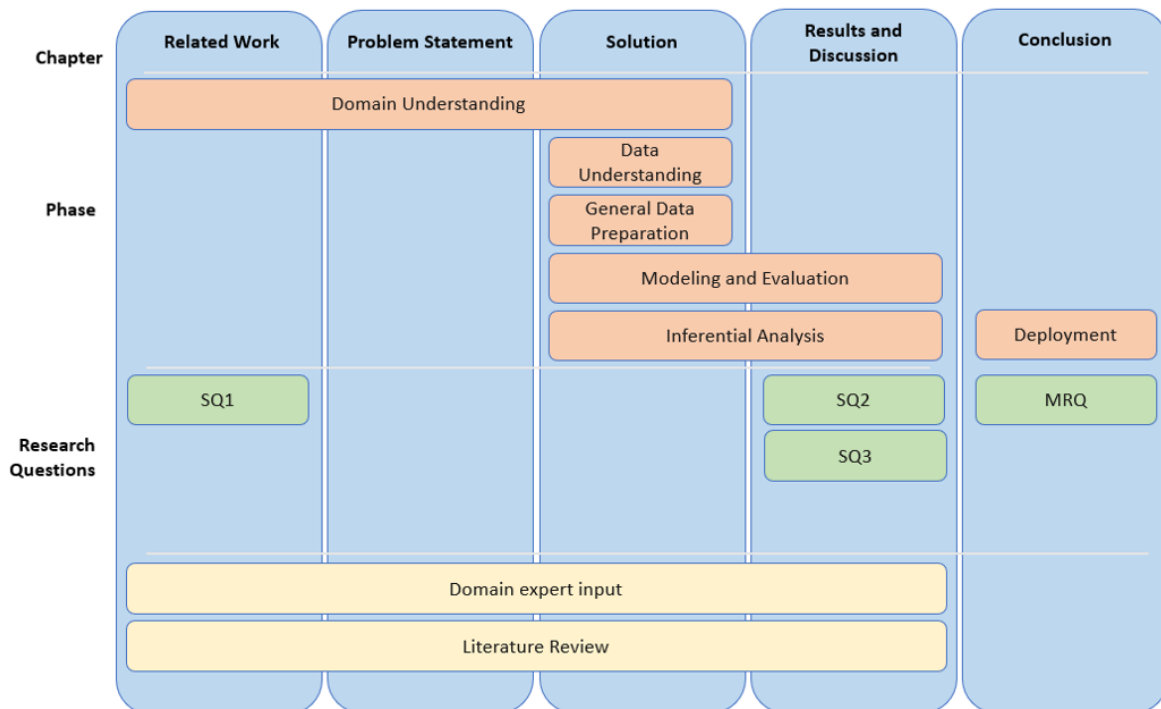 Chapter
Related Work
Problem Statement
Solution
Results and
Discussion
Conclusion
Phase
Domain Understanding
Data
Understanding
General Data
Preparation
Modeling and Evaluation
Inferential Analysis
Deployment
Research
Questions
SQ1
SQ2
MRQ
SQ3
Domain expert input
Literature Review